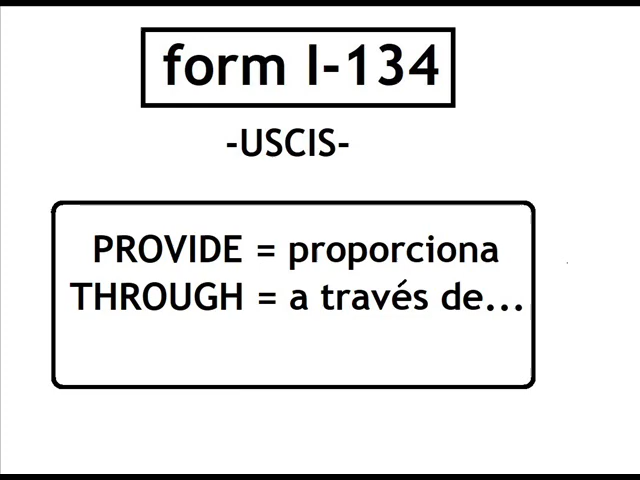 form I-134
-USCIS-
PROVIDE = proporciona
THROUGH = a través de...